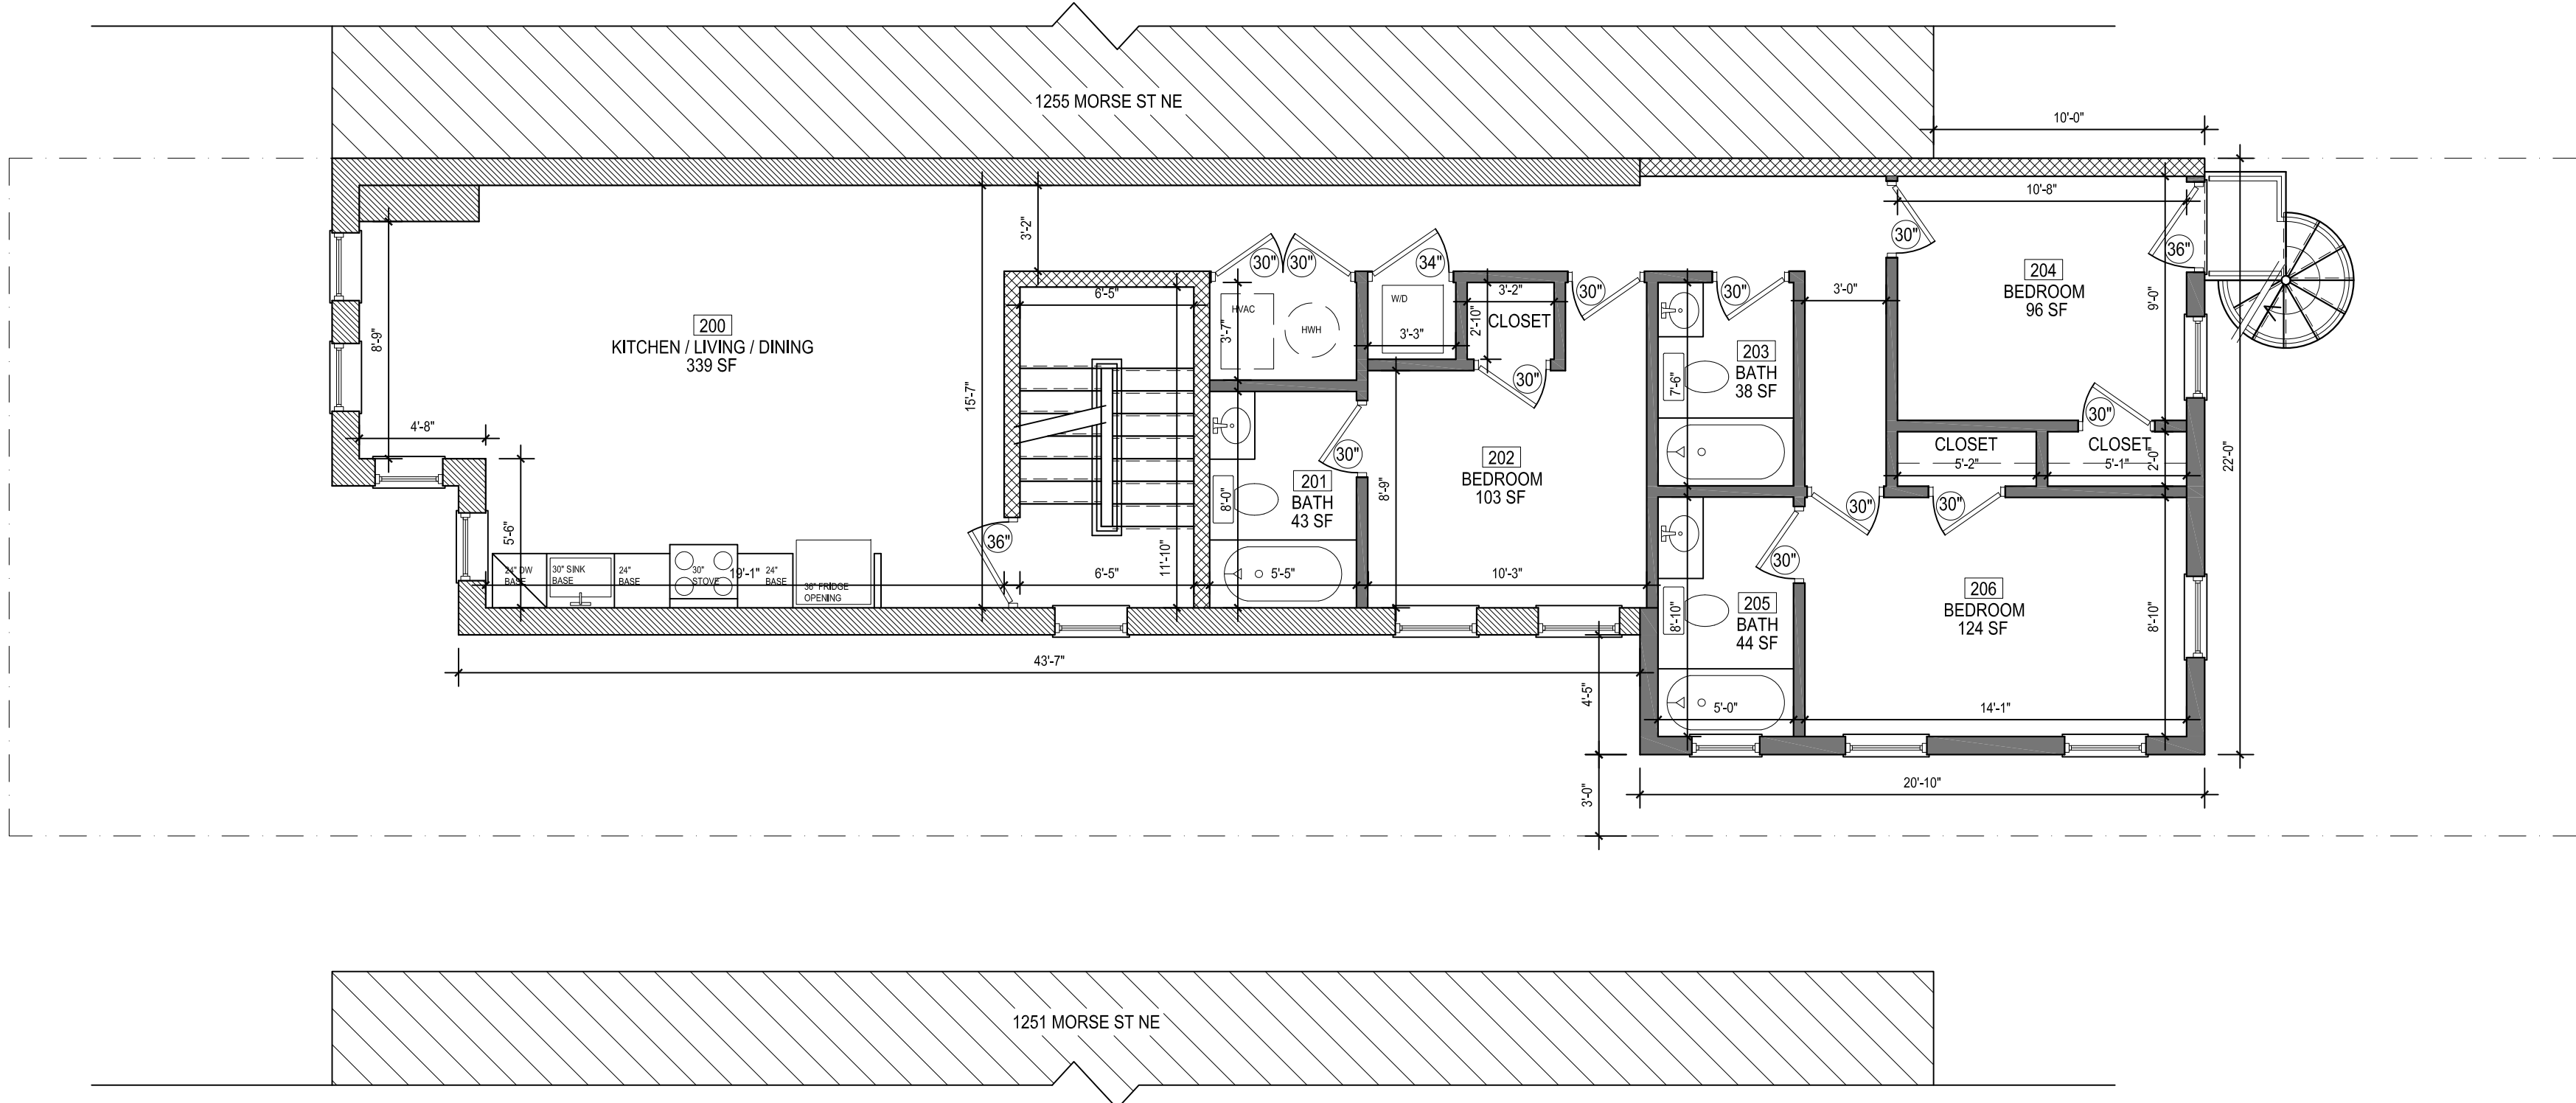 1255 MORSE ST NE
10'-0"
10'-8"
3'-2"
30"
36"
30"
30"
34"
204
BEDROOM
96 SF
6'-5"
HVAC
HWH
W/D
3'-2"
30"
30"
3'-0"
9'-0"
200
KITCHEN / LIVING / DINING
339 SF
8'-9"
3'-7"
3'-3"
2'-10"
CLOSET
203
BATH
38 SF
7'-6"
15'-7"
30"
30"
4'-8"
30"
CLOSET
5'-2"
CLOSET
5'-1"
2'-0"
22'-0"
202
BEDROOM
103 SF
201
BATH
43 SF
8'-0"
8'-9"
30"
30"
5'-6"
36"
11'-10"
30"
24" DW
BASE
30" SINK
BASE
24"
BASE
30"
STOVE
19'-1"
24"
BASE
36" FRIDGE
OPENING
6'-5"
5'-5"
10'-3"
205
BATH
44 SF
8'-10"
206
BEDROOM
124 SF
8'-10"
43'-7"
4'-5"
5'-0"
14'-1"
3'-0"
20'-10"
1251 MORSE ST NE